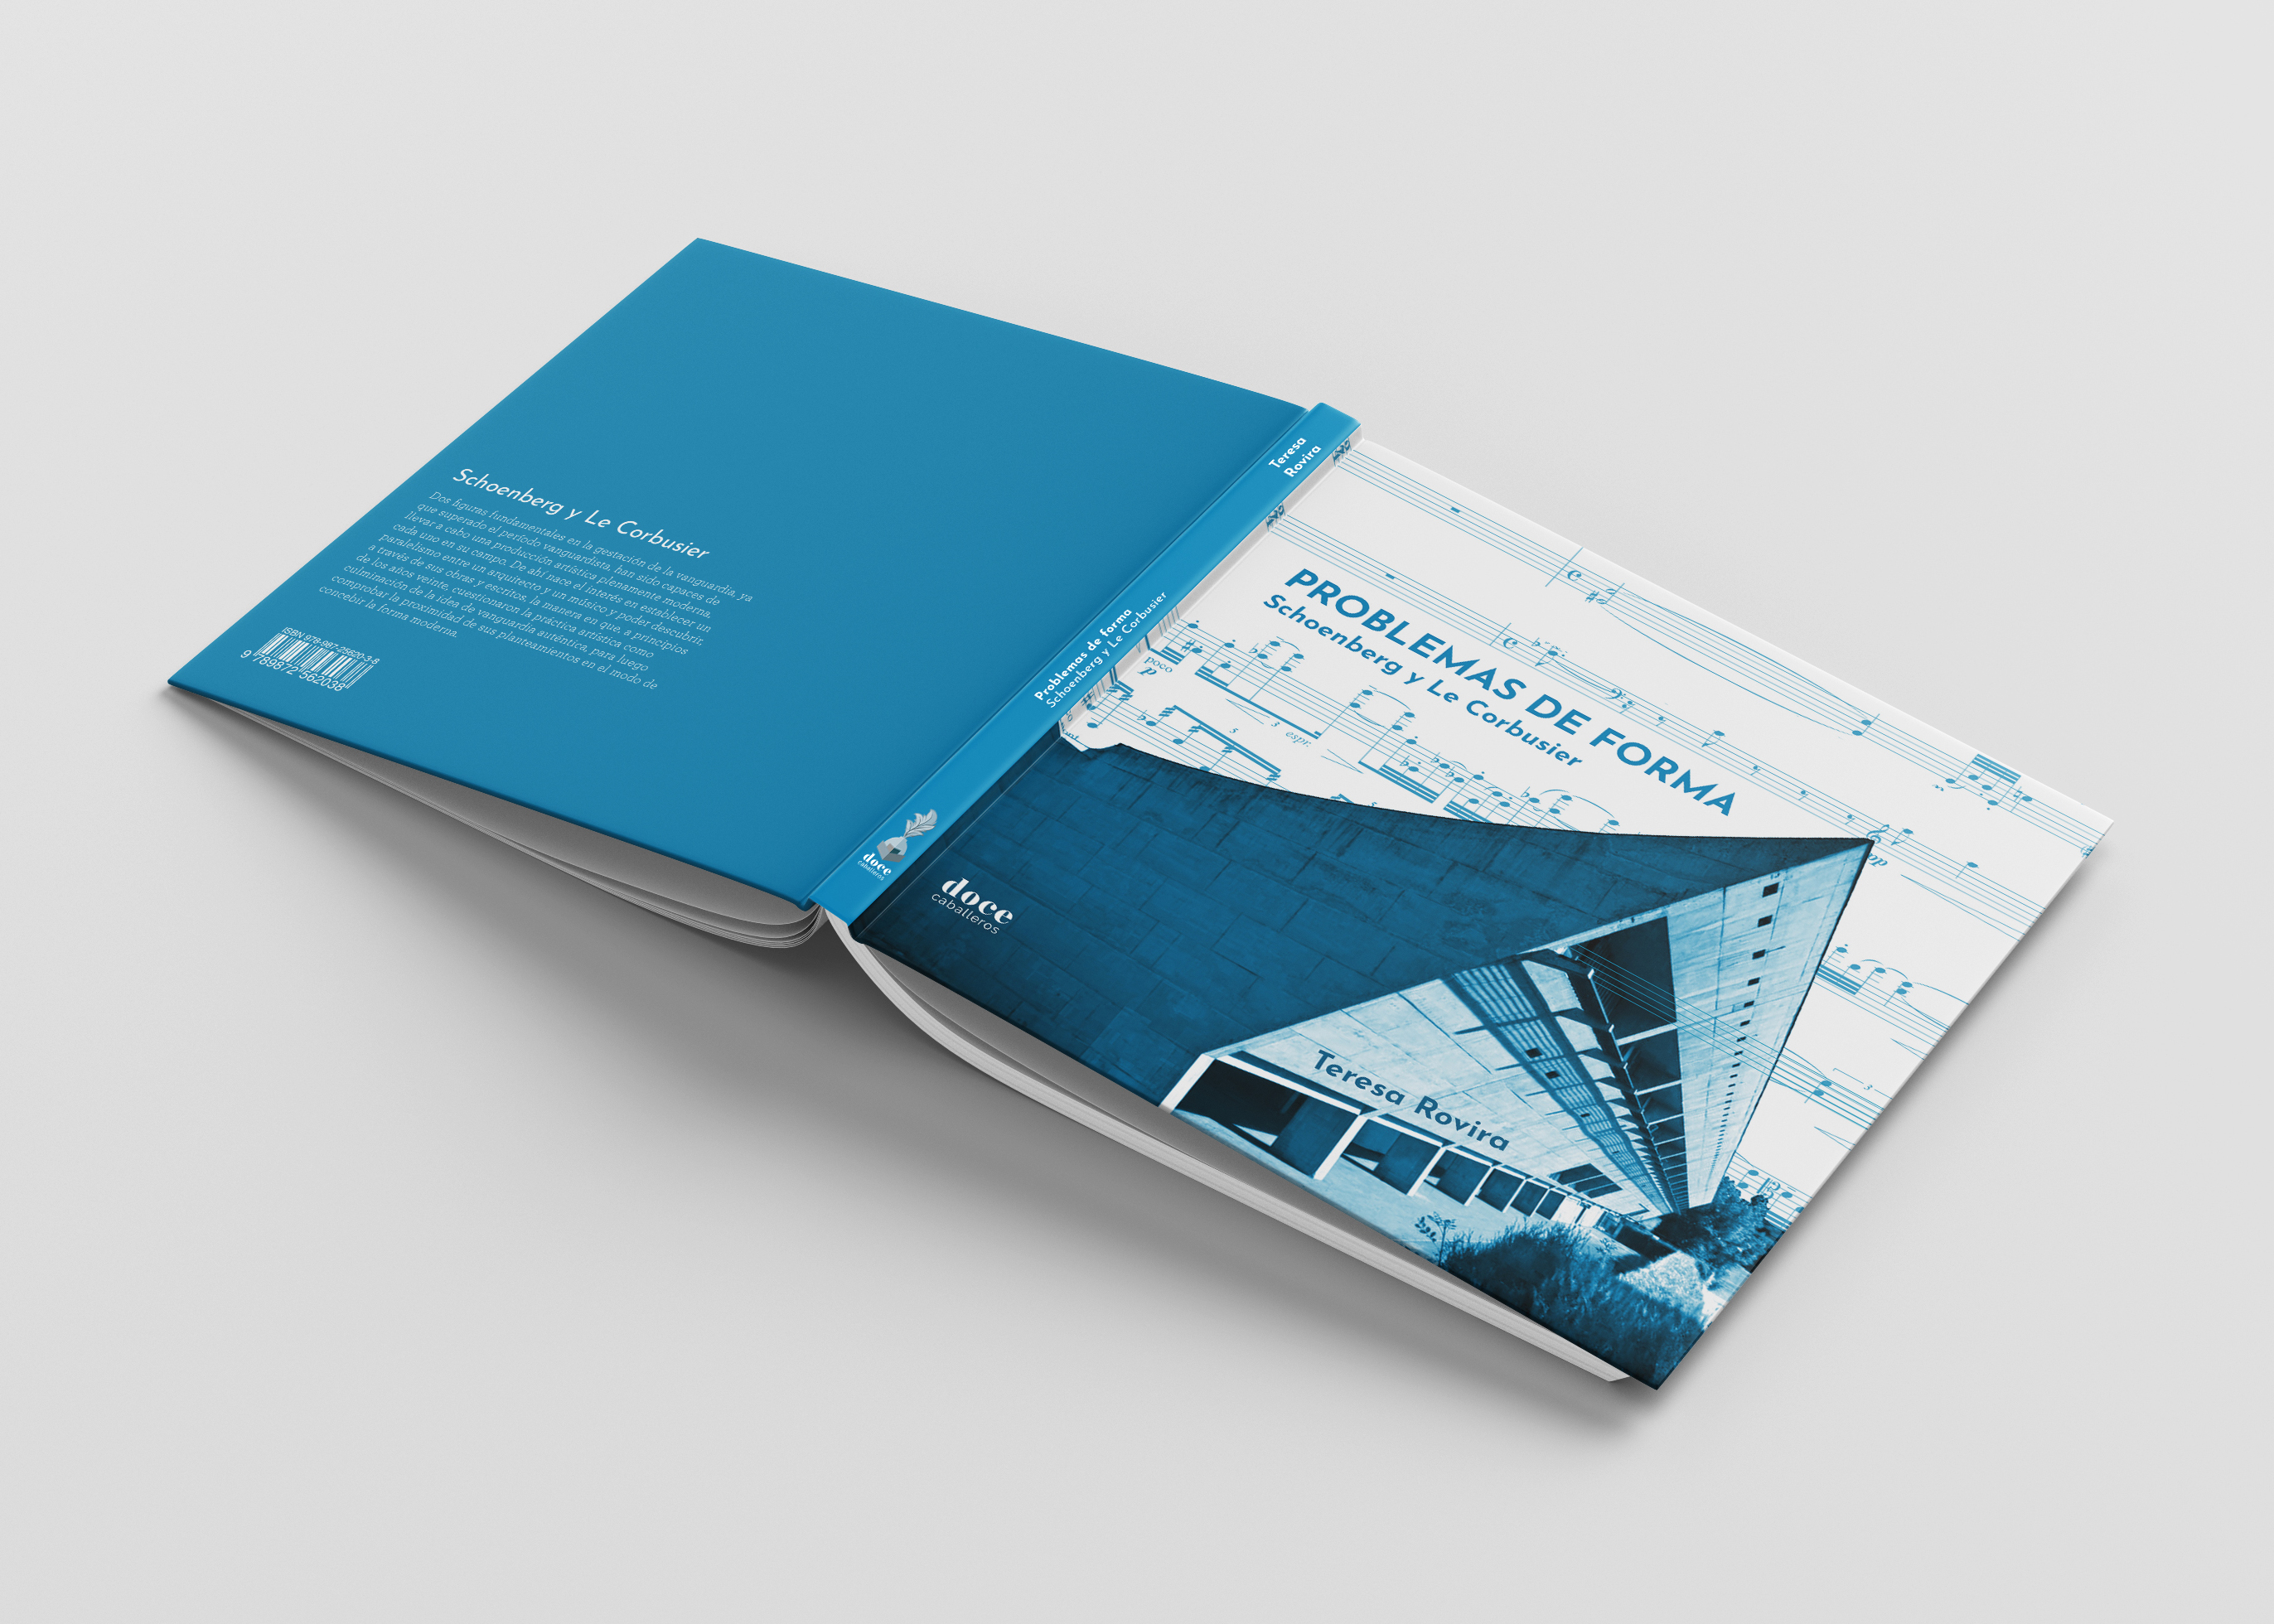 Schoenberg y Le Corbusier
Dos figuras fundamentales en la gestación de la vanguardia, ya
que superado el período vanguardista, han sido capaces de
llevar a cabo una producción artística plenamente moderna,
cada uno en su campo. De ahí nace el interés en establecer un
paralelismo entre un arquitecto y un músico y poder descubrir,
a través de sus obras y escritos, la manera en que, a principios
de los años veinte, cuestionaron la práctica artística como
culminación de la idea de vanguardia auténtica, para luego
comprobar la proximidad de sus planteamientos en el modo de
concebir la forma moderna.
ISBN 978-987-25620-3-8
9 789872 562038
Teresa
Rovira
Problemas de forma
Schoenberg y Le Corbusier
doce
caballeros
PROBLEMAS DE FORMA
Schoenberg y Le Corbusier
poco
p
3
espr.
5
pp
3
doce
caballeros
Teresa Rovira